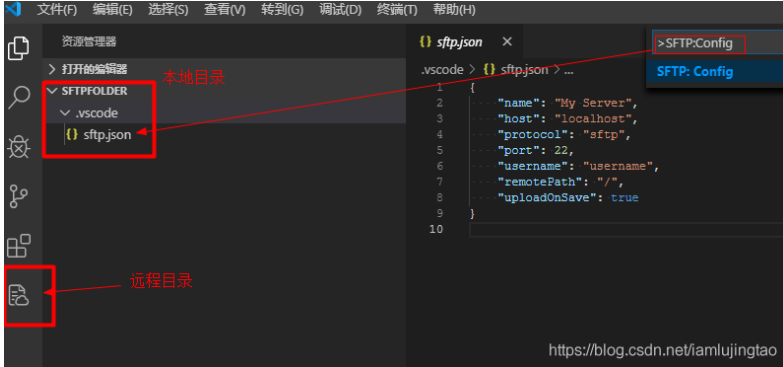 文件(F) 编辑(E) 选择(S) 查看(V) 转到(G) 调试(D) 终端(T) 帮助(H)
资源管理器
打开的编辑器
本地目录
SFTPFOLDER
.vscode
{} sftp.json
远程目录
{} sftp.json ×
.vscode > {} sftp.json > ...
>SFTP:Config
SFTP: Config
1 {
2 "name": "My Server",
3 "host": "localhost",
4 "protocol": "sftp",
5 "port": 22,
6 "username": "username",
7 "remotePath": "/",
8 "uploadOnSave": true
9 }
10
https://blog.csdn.net/iamlujingtao